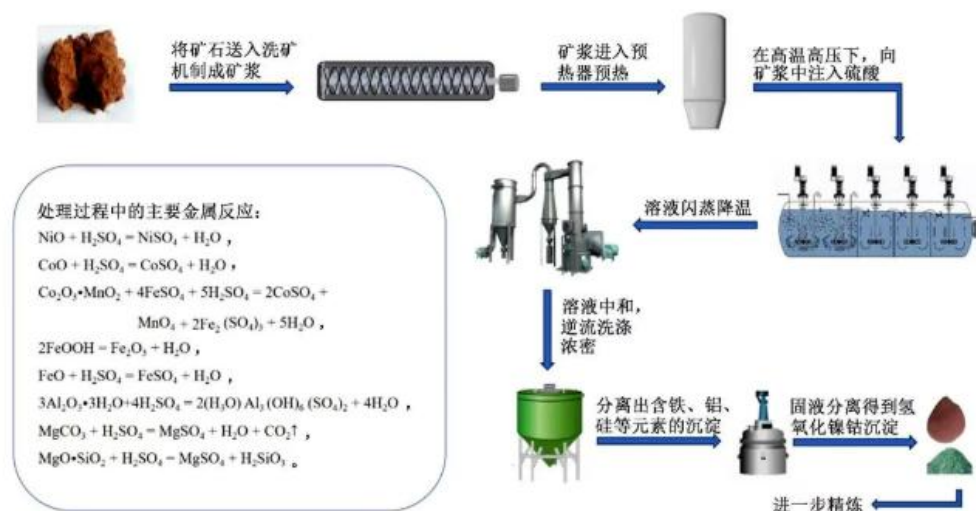 将矿石送入洗矿
机制成矿浆
矿浆进入预
热器预热
在高温高压下，向
矿浆中注入硫酸
溶液闪蒸降温
处理过程中的主要金属反应：
NiO + H₂SO₄ = NiSO₄ + H₂O ，
CoO + H₂SO₄ = CoSO₄ + H₂O ，
Co₂O₃•MnO₂ + 4FeSO₄ + 5H₂SO₄ = 2CoSO₄ +
MnO₄ + 2Fe₂ (SO₄)₃ + 5H₂O ，
2FeOOH = Fe₂O₃ + H₂O ，
FeO + H₂SO₄ = FeSO₄ + H₂O ，
3Al₂O₃•3H₂O+4H₂SO₄ = 2(H₃O) Al₃ (OH)₆ (SO₄)₂ + 4H₂O ，
MgCO₃ + H₂SO₄ = MgSO₄ + H₂O + CO₂↑ ，
MgO•SiO₂ + H₂SO₄ = MgSO₄ + H₂SiO₃ 。
溶液中和，
逆流洗涤
浓密
分离出含铁、铝、
硅等元素的沉淀
固液分离得到氢
氧化镍钴沉淀
进一步精炼